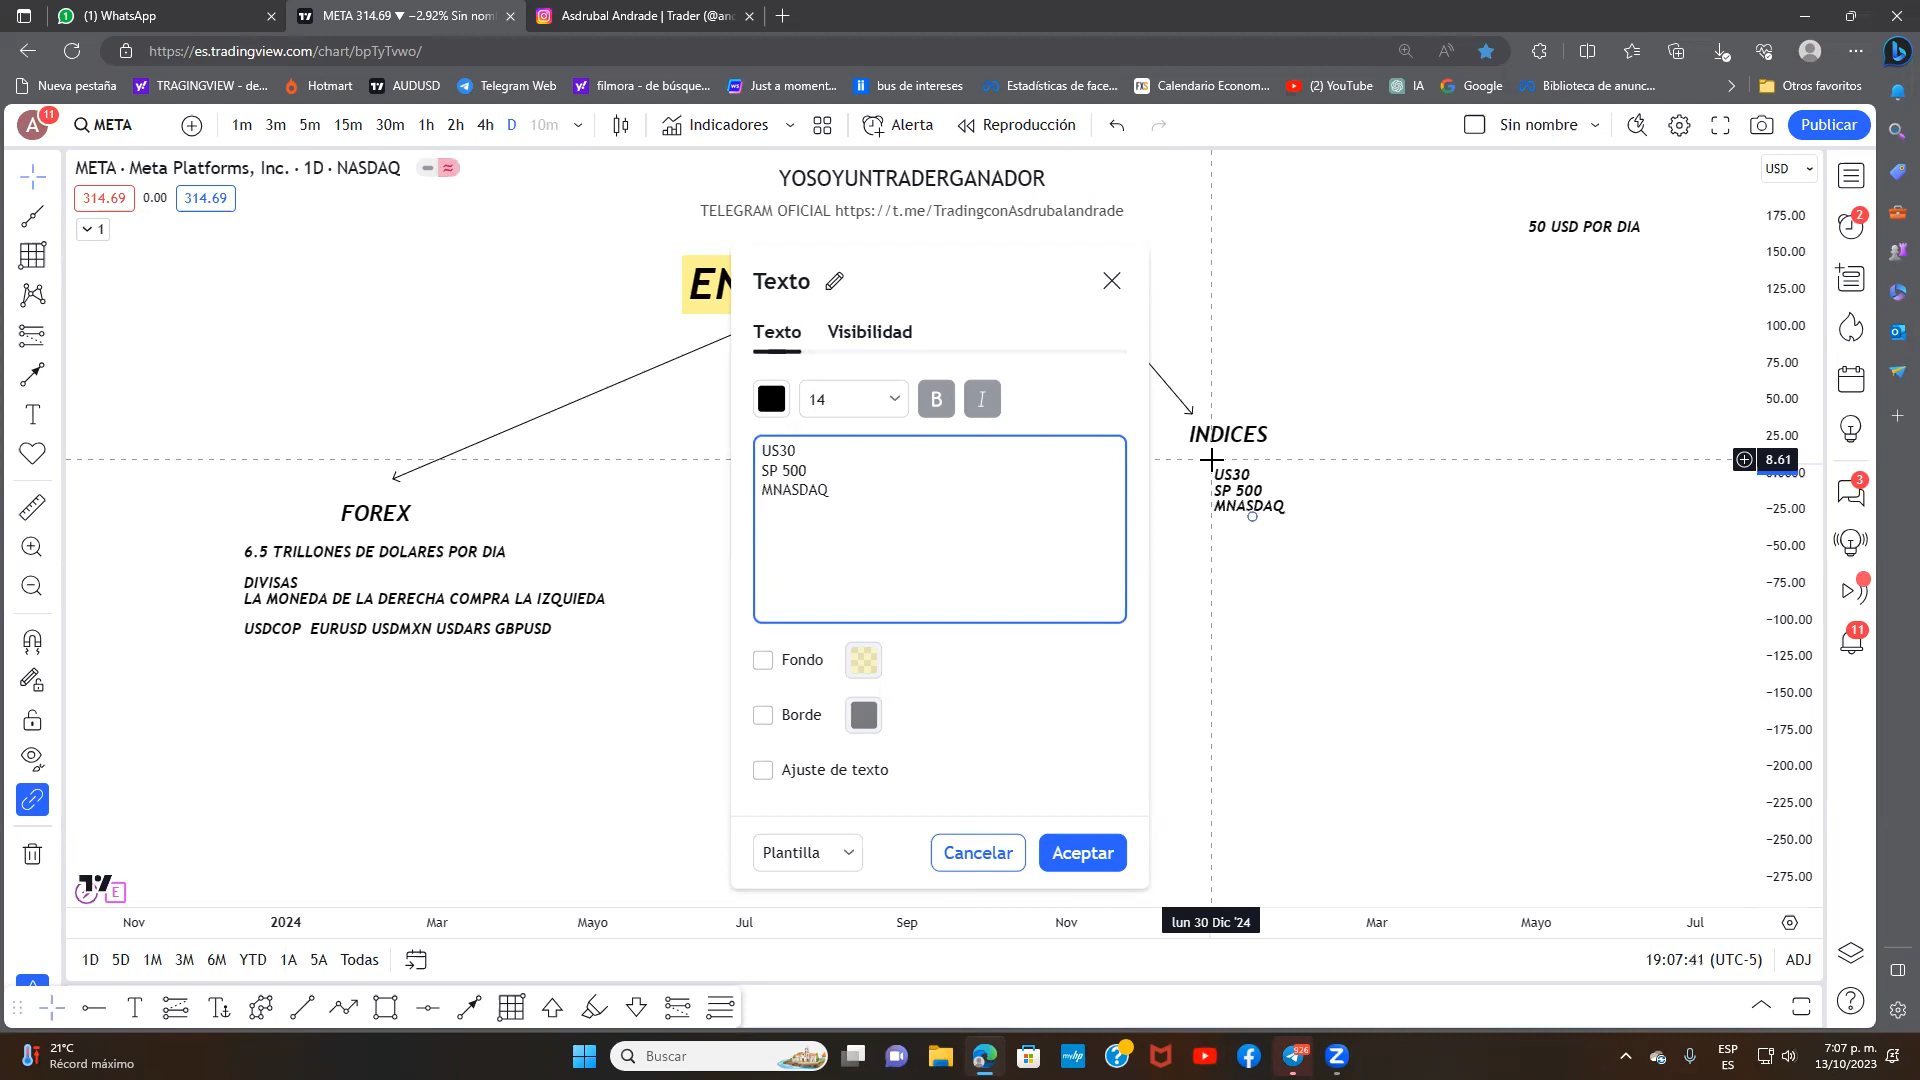 (1) WhatsApp
META 314.69 ▼ −2.92% Sin nom
Asdrubal Andrade | Trader (@and
https://es.tradingview.com/chart/bpTyTvwo/
Nueva pestaña
TRAGINGVIEW - de...
Hotmart
AUDUSD
Telegram Web
filmora - de búsque...
Just a moment...
bus de intereses
Estadísticas de face...
Calendario Econom...
(2) YouTube
IA
Google
Biblioteca de anunc...
Otros favoritos
A
11
META
1m 3m 5m 15m 30m 1h 2h 4h D 10m
Indicadores
Alerta
Reproducción
Sin nombre
Publicar
META · Meta Platforms, Inc. · 1D · NASDAQ
314.69 0.00 314.69
1
YOSOYUNTRADERGANADOR
TELEGRAM OFICIAL https://t.me/TradingconAsdrubalandrade
50 USD POR DIA
USD
EN
Texto
Texto Visibilidad
14 B I
US30
SP 500
MNASDAQ
Fondo
Borde
Ajuste de texto
Plantilla
Cancelar
Aceptar
INDICES
US30
SP 500
MNASDAQ
FOREX
6.5 TRILLONES DE DOLARES POR DIA
DIVISAS
LA MONEDA DE LA DERECHA COMPRA LA IZQUIEDA
USDCOP EURUSD USDMXN USDARS GBPUSD
175.00
150.00
125.00
100.00
75.00
50.00
25.00
8.61
−25.00
−50.00
−75.00
−100.00
−125.00
−150.00
−175.00
−200.00
−225.00
−250.00
−275.00
2
3
11
E
Nov 2024 Mar Mayo Jul Sep Nov lun 30 Dic '24 Mar Mayo Jul
1D 5D 1M 3M 6M YTD 1A 5A Todas
19:07:41 (UTC-5) ADJ
21°C
Récord máximo
Buscar
926
ESP
ES
7:07 p. m.
13/10/2023